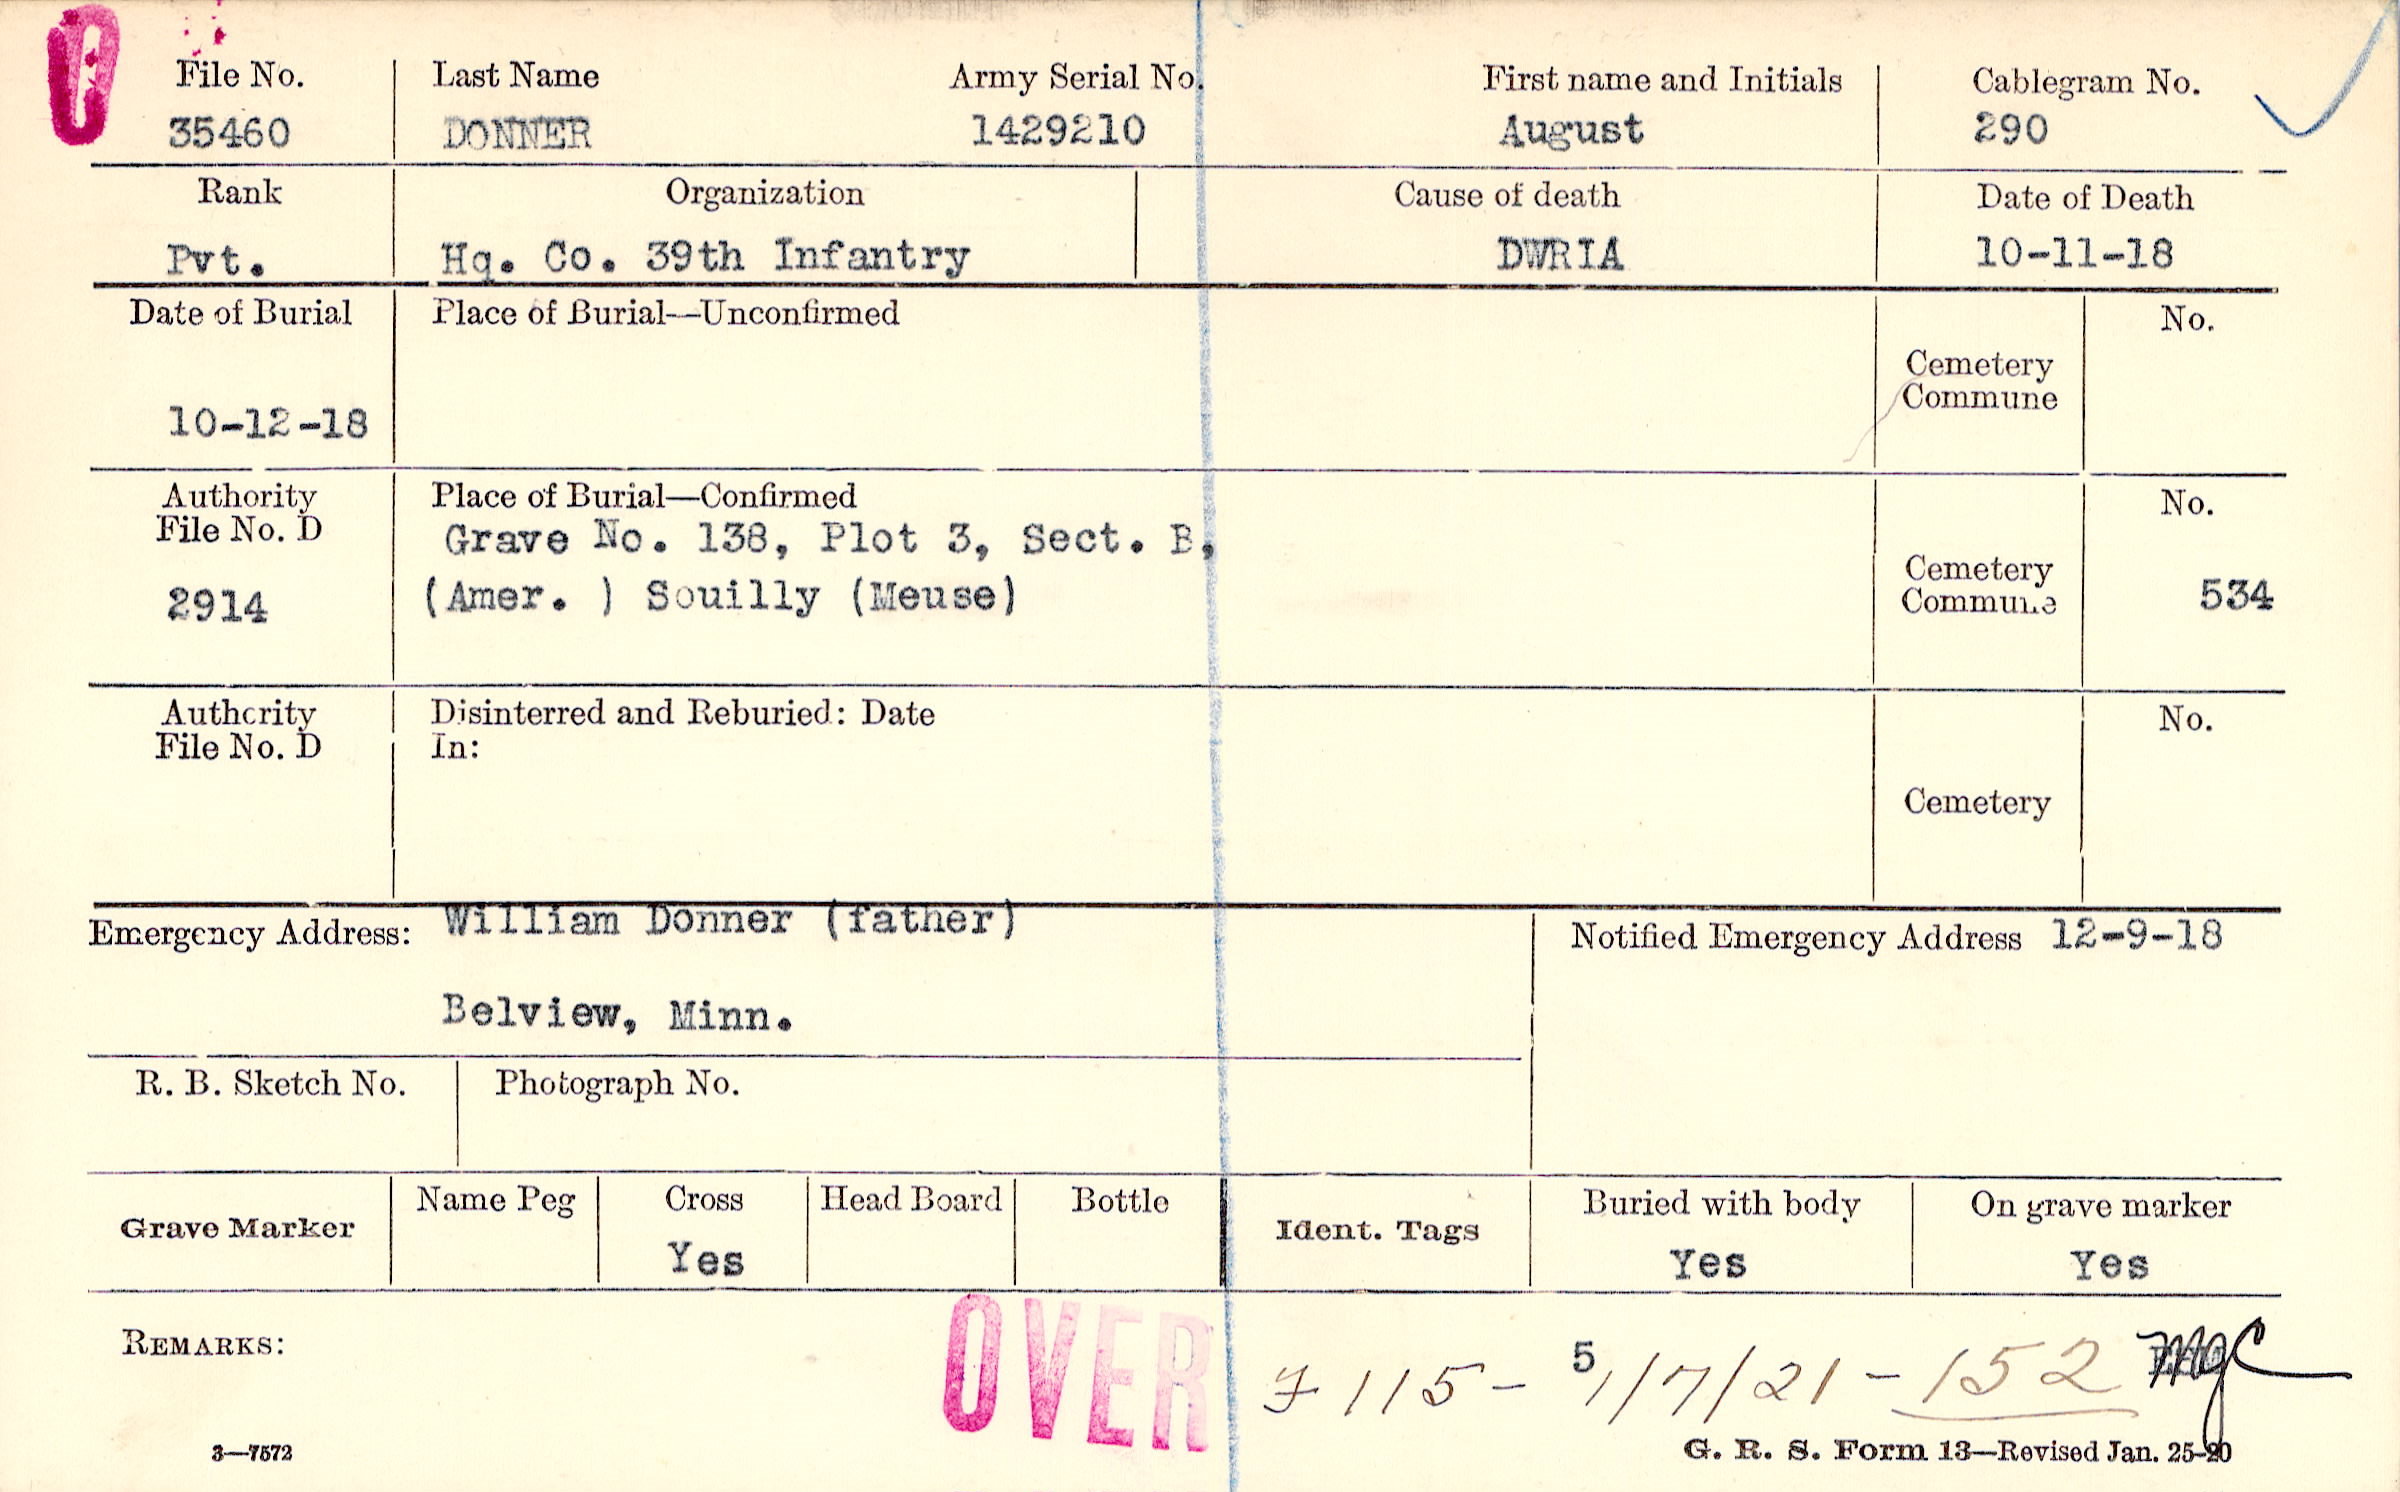 File No. Last Name Army Serial No. First name and Initials Cablegram No.
35460 DONNER 1429210 August 290
Rank Organization Cause of death Date of Death
Pvt. Hq. Co. 39th Infantry DWRIA 10-11-18
Date of Burial Place of Burial—Unconfirmed No.
Cemetery
Commune
10-12-18
Authority Place of Burial—Confirmed No.
File No. D Grave No. 138, Plot 3, Sect. B,
Cemetery
2914 (Amer. ) Souilly (Meuse) Commune 534
Authority Disinterred and Reburied: Date No.
File No. D In:
Cemetery
Emergency Address: William Donner (father) Notified Emergency Address 12-9-18
Belview, Minn.
R. B. Sketch No. Photograph No.
Grave Marker Name Peg Cross Head Board Bottle Ident. Tags Buried with body On grave marker
Yes Yes Yes
REMARKS: OVER 115 - 5 1/7/21 - 152
3—7572 G. R. S. Form 13—Revised Jan. 25-20